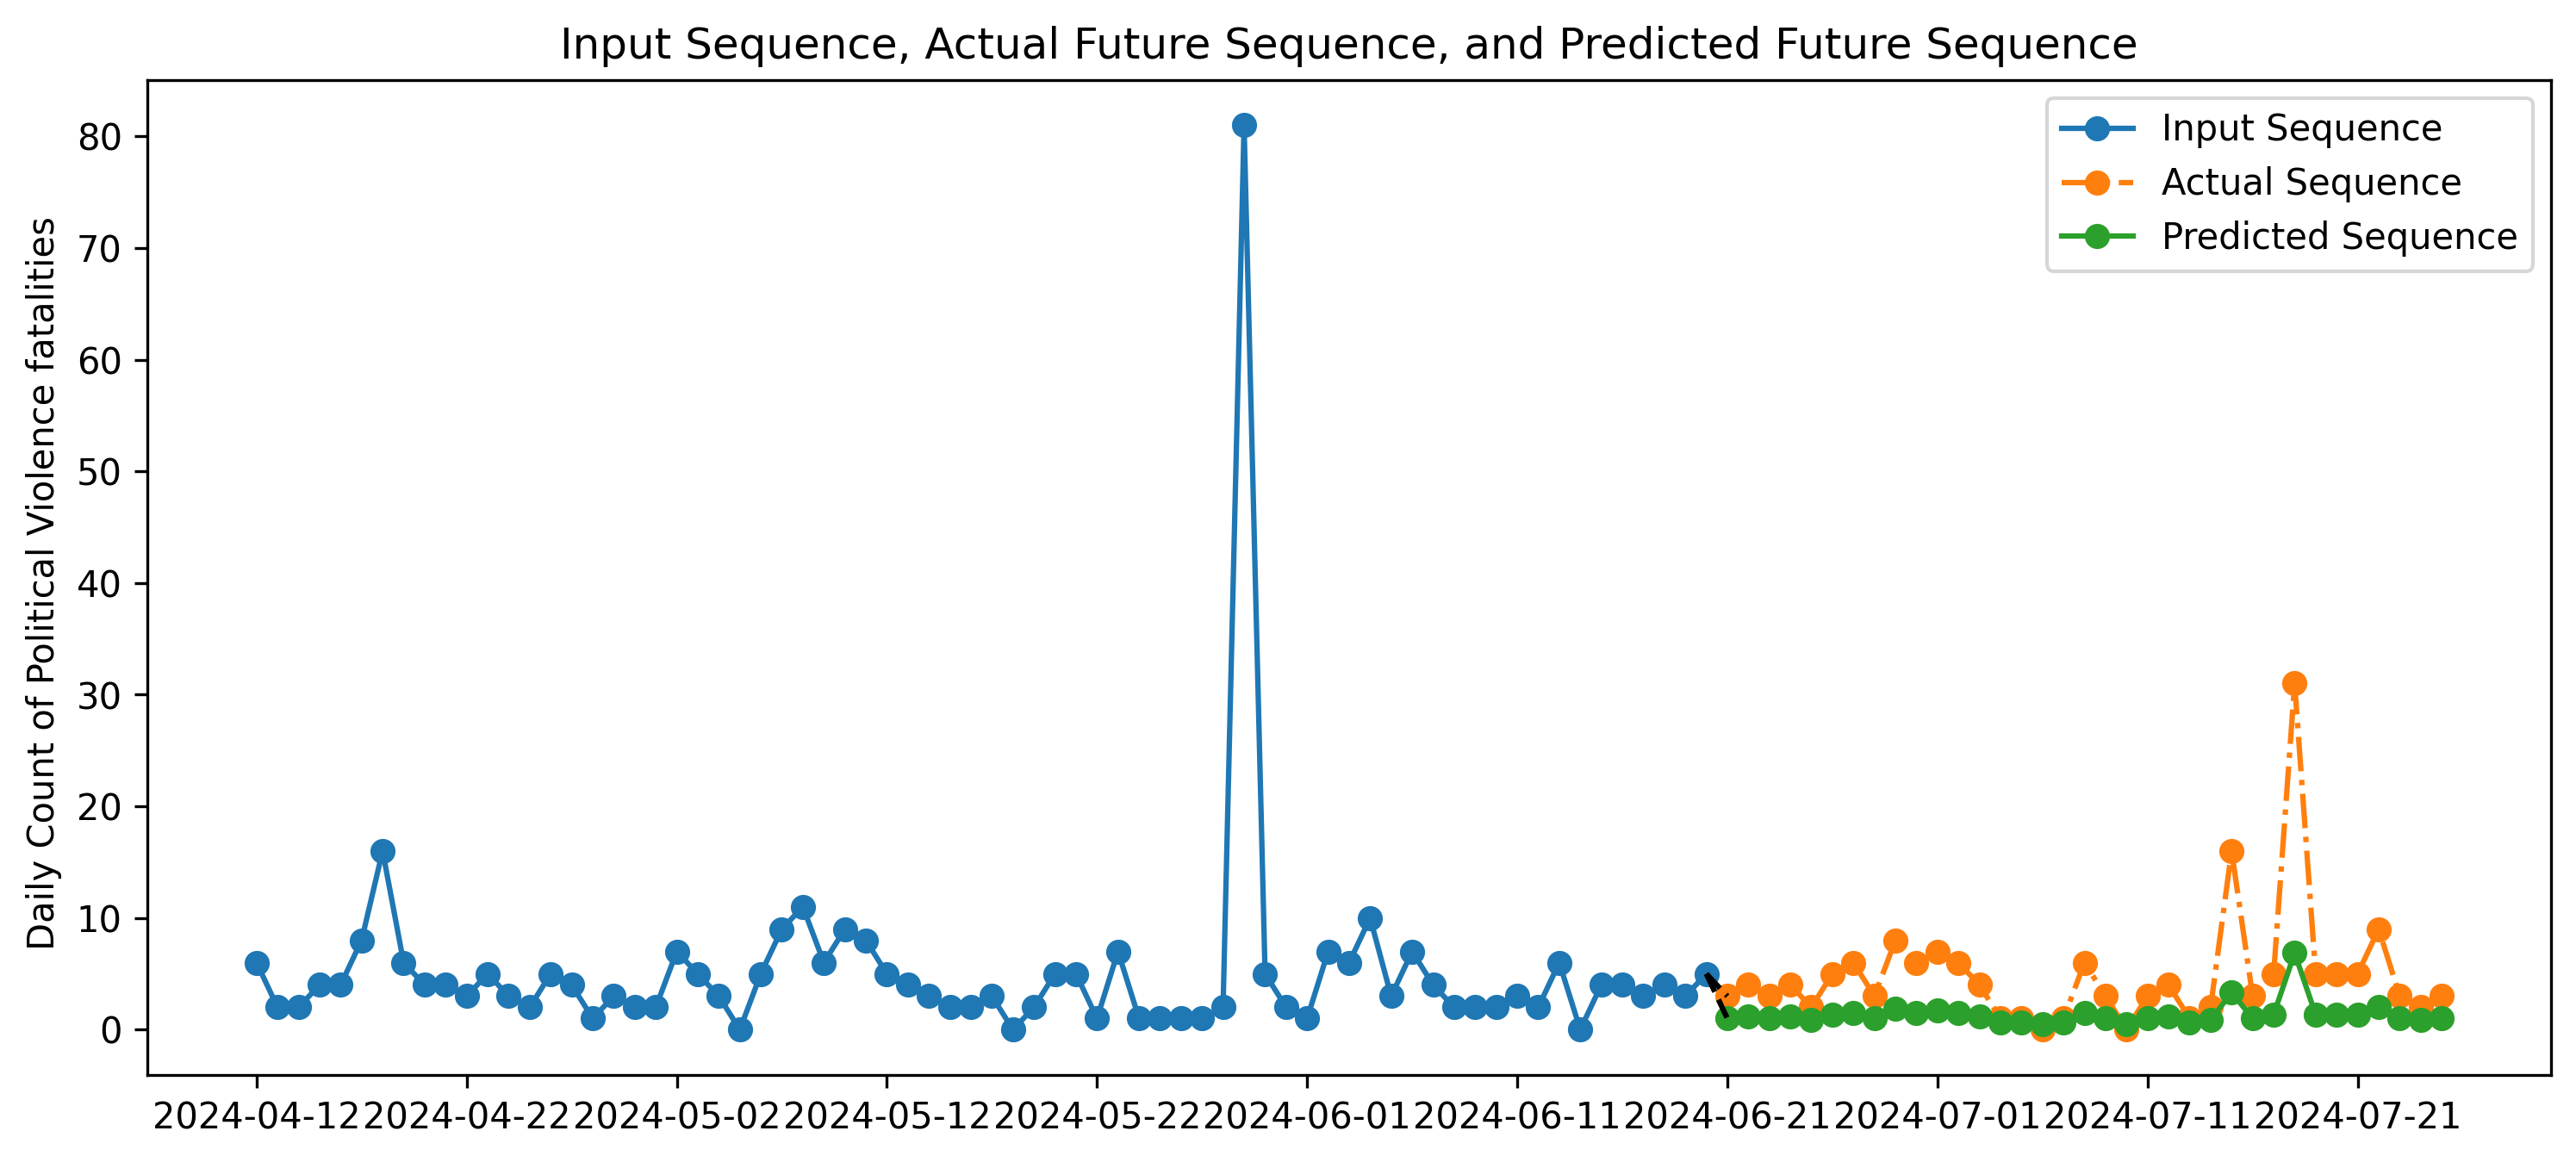 Input Sequence, Actual Future Sequence, and Predicted Future Sequence
Daily Count of Political Violence fatalities
80
70
60
50
40
30
20
10
0
Input Sequence
Actual Sequence
Predicted Sequence
2024-04-12 2024-04-22 2024-05-02 2024-05-12 2024-05-22 2024-06-01 2024-06-11 2024-06-21 2024-07-01 2024-07-11 2024-07-21